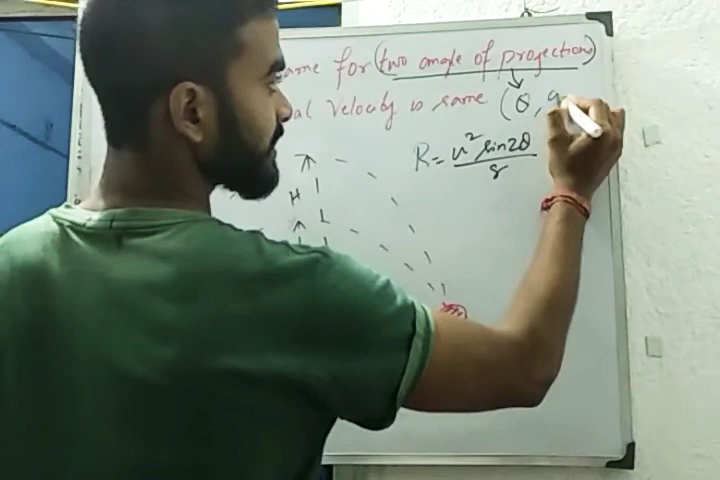 ame for (two angle of projection)
al velocity is same (θ, 9
R = u² sin2θ / g
H